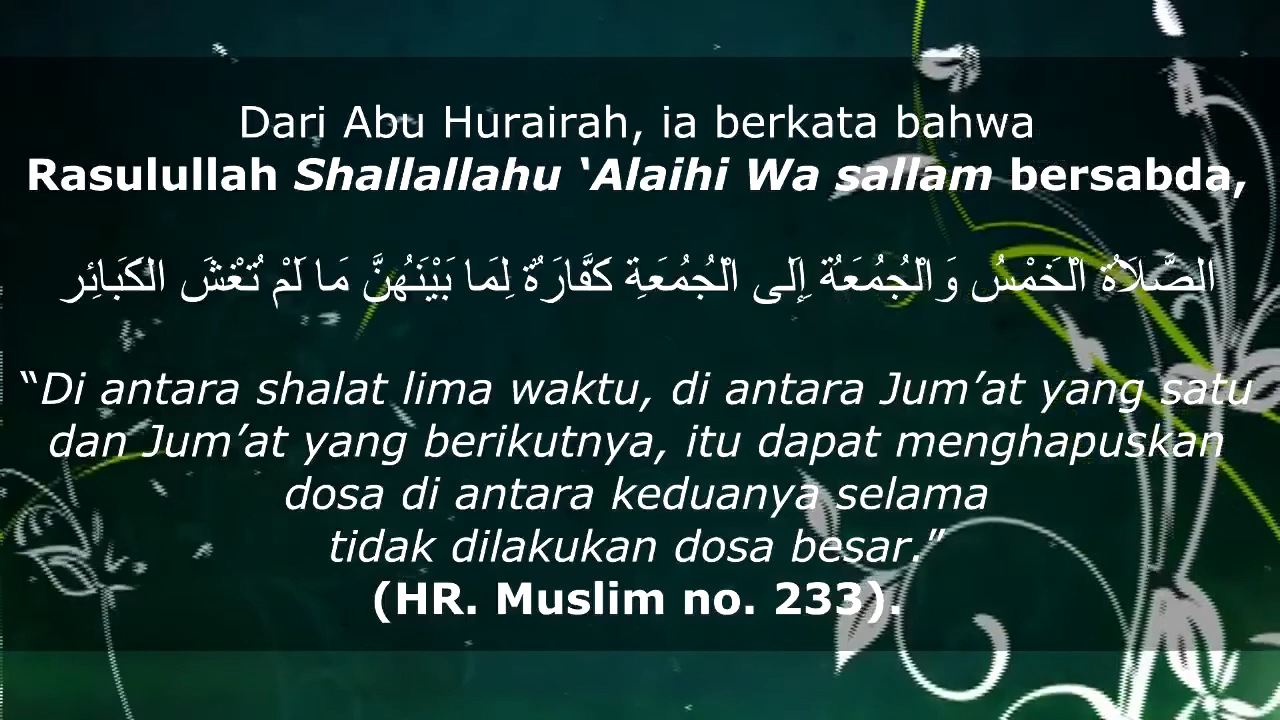 Dari Abu Hurairah, ia berkata bahwa
Rasulullah Shallallahu ‘Alaihi Wa sallam bersabda,
الصَّلاَةُ الْخَمْسُ وَالْجُمُعَةُ إِلَى الْجُمُعَةِ كَفَّارَةٌ لِمَا بَيْنَهُنَّ مَا لَمْ تُغْشَ الْكَبَائِر
“Di antara shalat lima waktu, di antara Jum’at yang satu
dan Jum’at yang berikutnya, itu dapat menghapuskan
dosa di antara keduanya selama
tidak dilakukan dosa besar.”
(HR. Muslim no. 233).